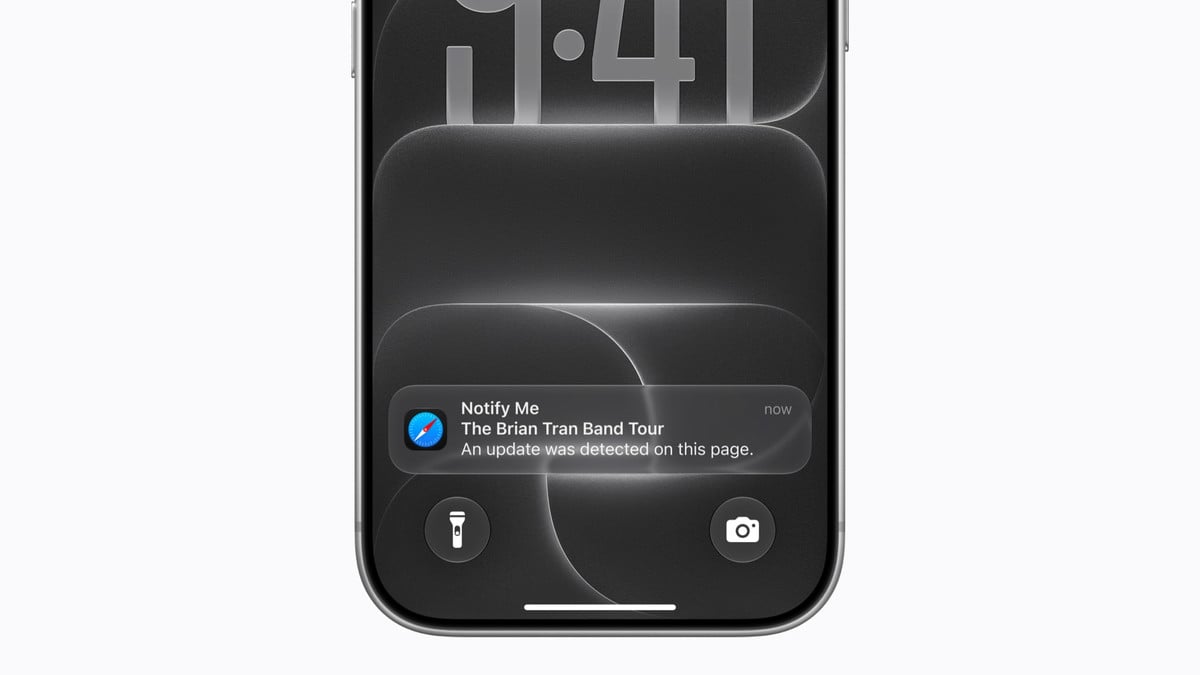 9:41
Notify Me
now
The Brian Tran Band Tour
An update was detected on this page.